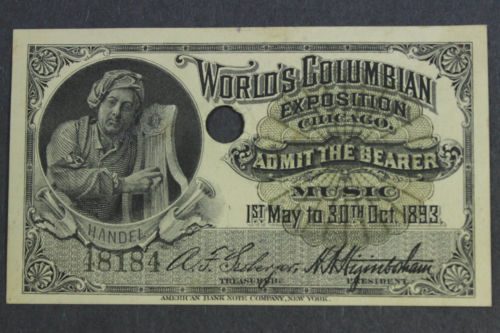 WORLD'S COLUMBIAN
EXPOSITION
CHICAGO.
ADMIT THE BEARER
MUSIC
1ST May to 30TH Oct. 1893.
HANDEL
48184
TREASURER. PRESIDENT.
AMERICAN BANK NOTE COMPANY, NEW YORK.